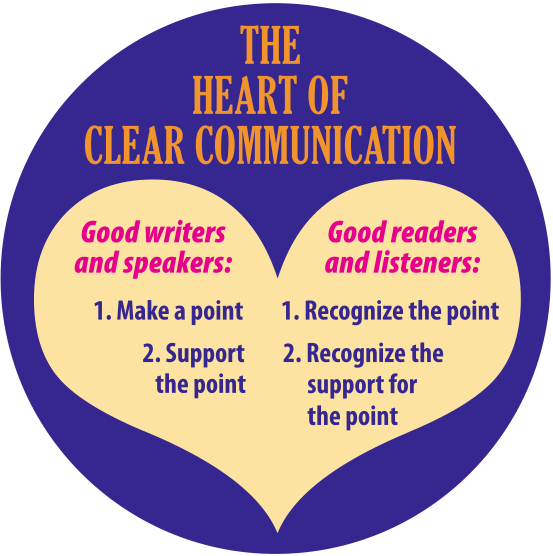 THE
HEART OF
CLEAR COMMUNICATION
Good writers
and speakers:
1. Make a point
2. Support
the point
Good readers
and listeners:
1. Recognize the point
2. Recognize the
support for
the point